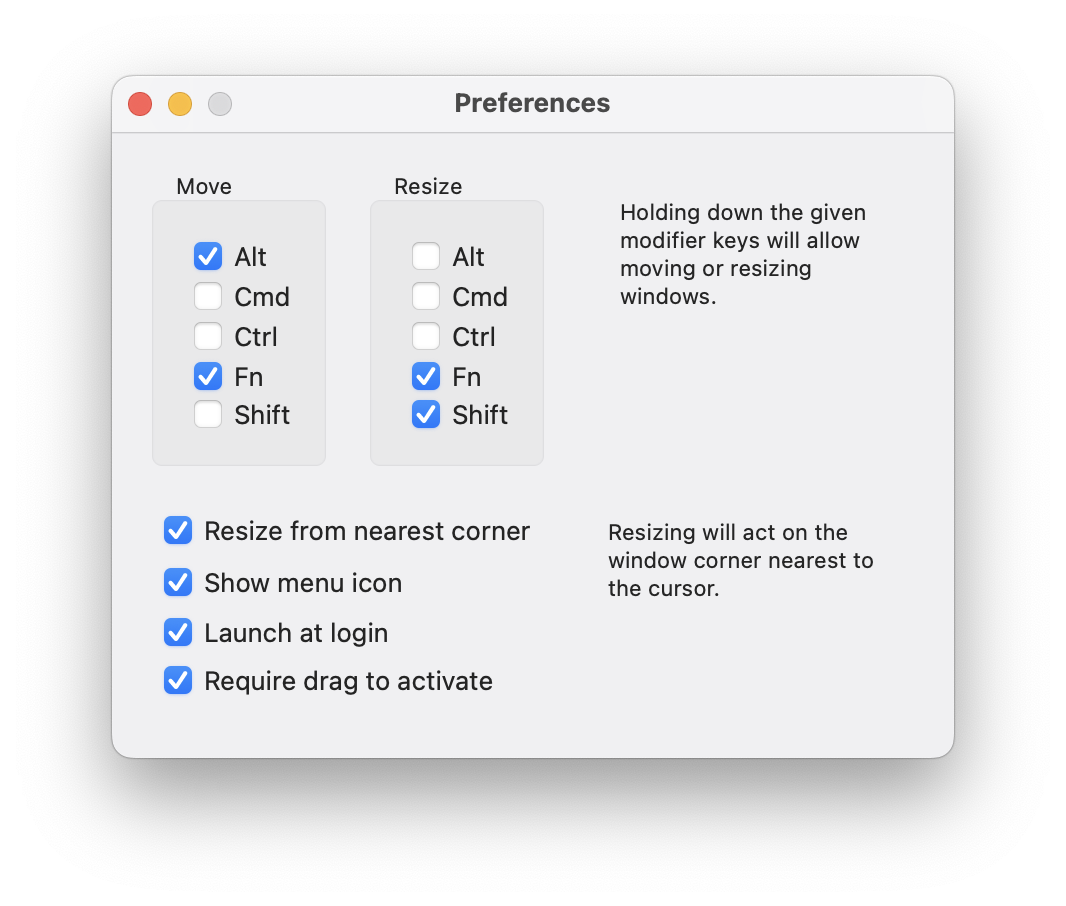 Preferences
Move
Alt
Cmd
Ctrl
Fn
Shift
Resize
Alt
Cmd
Ctrl
Fn
Shift
Holding down the given
modifier keys will allow
moving or resizing
windows.
Resize from nearest corner
Show menu icon
Launch at login
Require drag to activate
Resizing will act on the
window corner nearest to
the cursor.